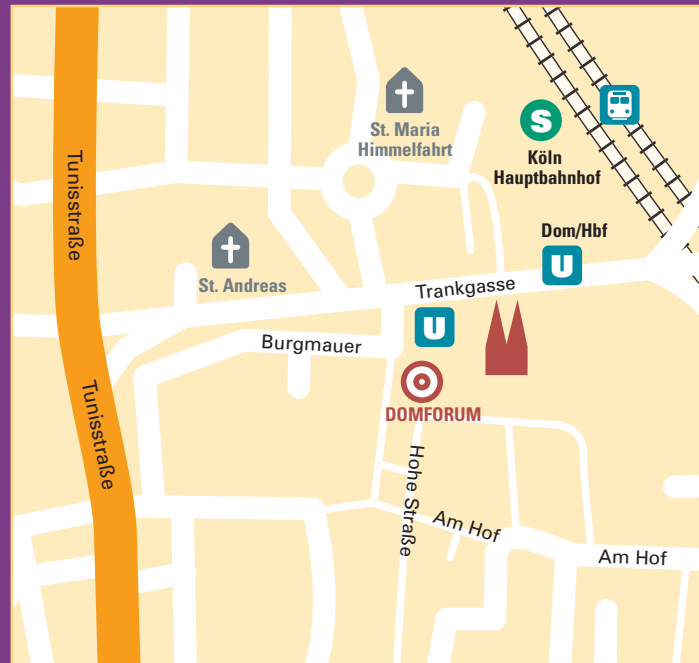 St. Maria
Himmelfahrt
S
Köln
Hauptbahnhof
Tunisstraße
Dom/Hbf
U
St. Andreas
Trankgasse
U
Burgmauer
Tunisstraße
DOMFORUM
Hohe Straße
Am Hof
Am Hof